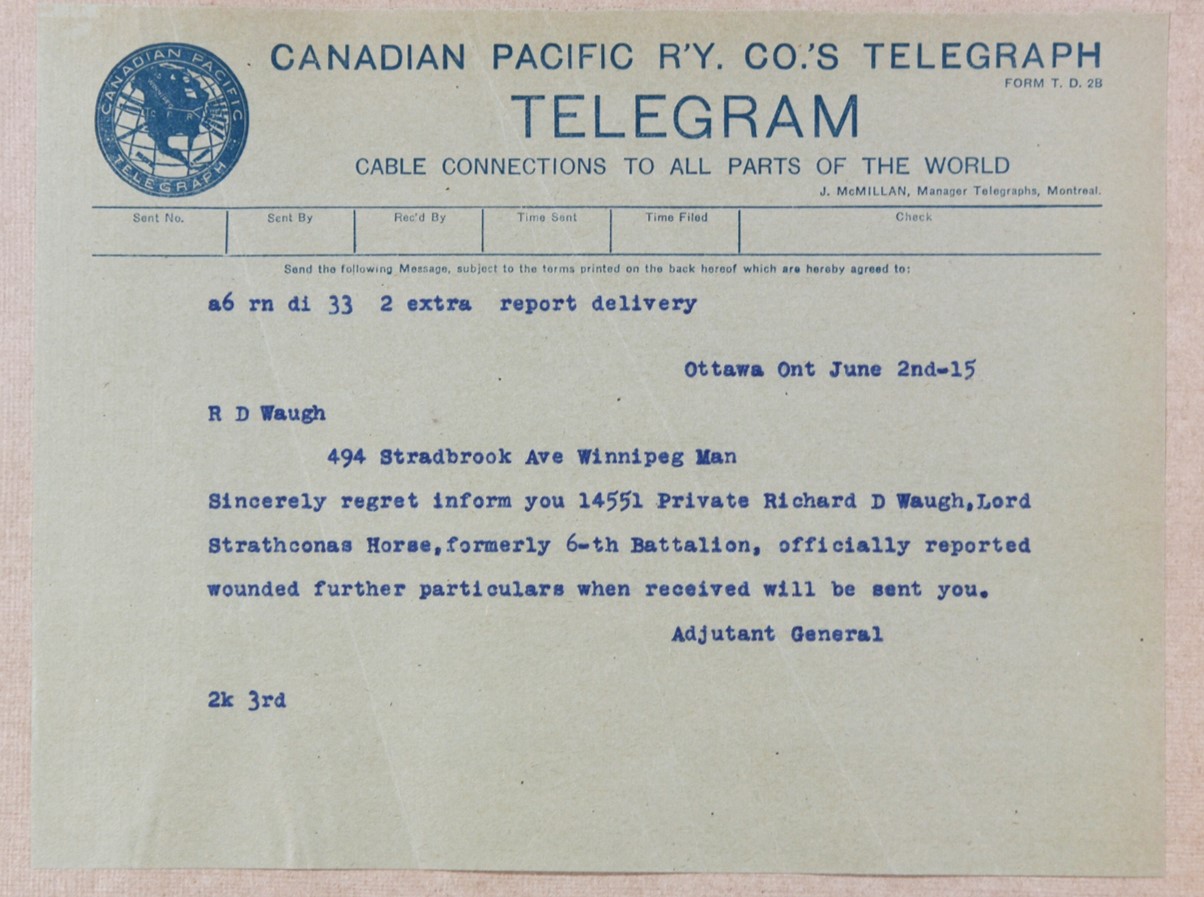 CANADIAN PACIFIC R'Y. CO.'S TELEGRAPH
FORM T. D. 2B
TELEGRAM
CABLE CONNECTIONS TO ALL PARTS OF THE WORLD
J. McMILLAN, Manager Telegraphs, Montreal.
CANADIAN PACIFIC
TELEGRAPH
Sent No. Sent By Rec'd By Time Sent Time Filed Check
Send the following Message, subject to the terms printed on the back hereof which are hereby agreed to:
a6 rn di 33 2 extra report delivery
Ottawa Ont June 2nd-15
R D Waugh
494 Stradbrook Ave Winnipeg Man
Sincerely regret inform you 14551 Private Richard D Waugh,Lord
Strathconas Horse,formerly 6-th Battalion, officially reported
wounded further particulars when received will be sent you.
Adjutant General
2k 3rd